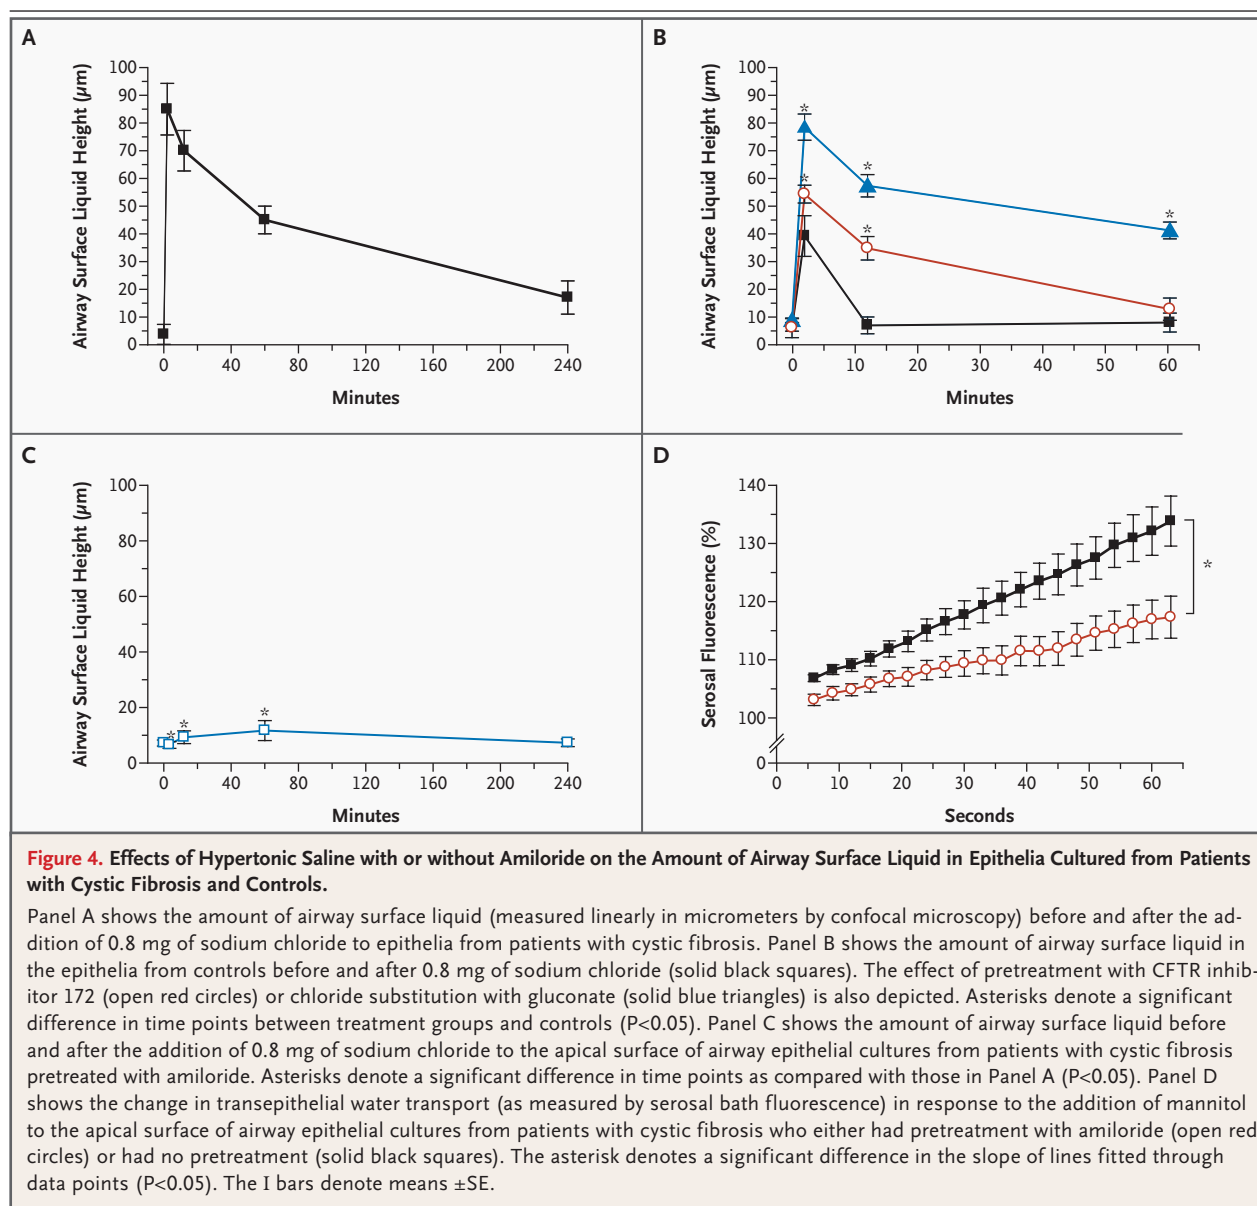 A
Airway Surface Liquid Height (µm)
100
90
80
70
60
50
40
30
20
10
0
0 40 80 120 160 200 240
Minutes
B
Airway Surface Liquid Height (µm)
100
90
80
70
60
50
40
30
20
10
0
* * * * *
0 10 20 30 40 50 60
Minutes
C
Airway Surface Liquid Height (µm)
100
80
60
40
20
0
* * *
0 40 80 120 160 200 240
Minutes
D
Serosal Fluorescence (%)
140
130
120
110
100
0
*
0 10 20 30 40 50 60
Seconds
Figure 4. Effects of Hypertonic Saline with or without Amiloride on the Amount of Airway Surface Liquid in Epithelia Cultured from Patients
with Cystic Fibrosis and Controls.
Panel A shows the amount of airway surface liquid (measured linearly in micrometers by confocal microscopy) before and after the ad-
dition of 0.8 mg of sodium chloride to epithelia from patients with cystic fibrosis. Panel B shows the amount of airway surface liquid in
the epithelia from controls before and after 0.8 mg of sodium chloride (solid black squares). The effect of pretreatment with CFTR inhib-
itor 172 (open red circles) or chloride substitution with gluconate (solid blue triangles) is also depicted. Asterisks denote a significant
difference in time points between treatment groups and controls (P<0.05). Panel C shows the amount of airway surface liquid before
and after the addition of 0.8 mg of sodium chloride to the apical surface of airway epithelial cultures from patients with cystic fibrosis
pretreated with amiloride. Asterisks denote a significant difference in time points as compared with those in Panel A (P<0.05). Panel D
shows the change in transepithelial water transport (as measured by serosal bath fluorescence) in response to the addition of mannitol
to the apical surface of airway epithelial cultures from patients with cystic fibrosis who either had pretreatment with amiloride (open red
circles) or had no pretreatment (solid black squares). The asterisk denotes a significant difference in the slope of lines fitted through
data points (P<0.05). The I bars denote means ±SE.